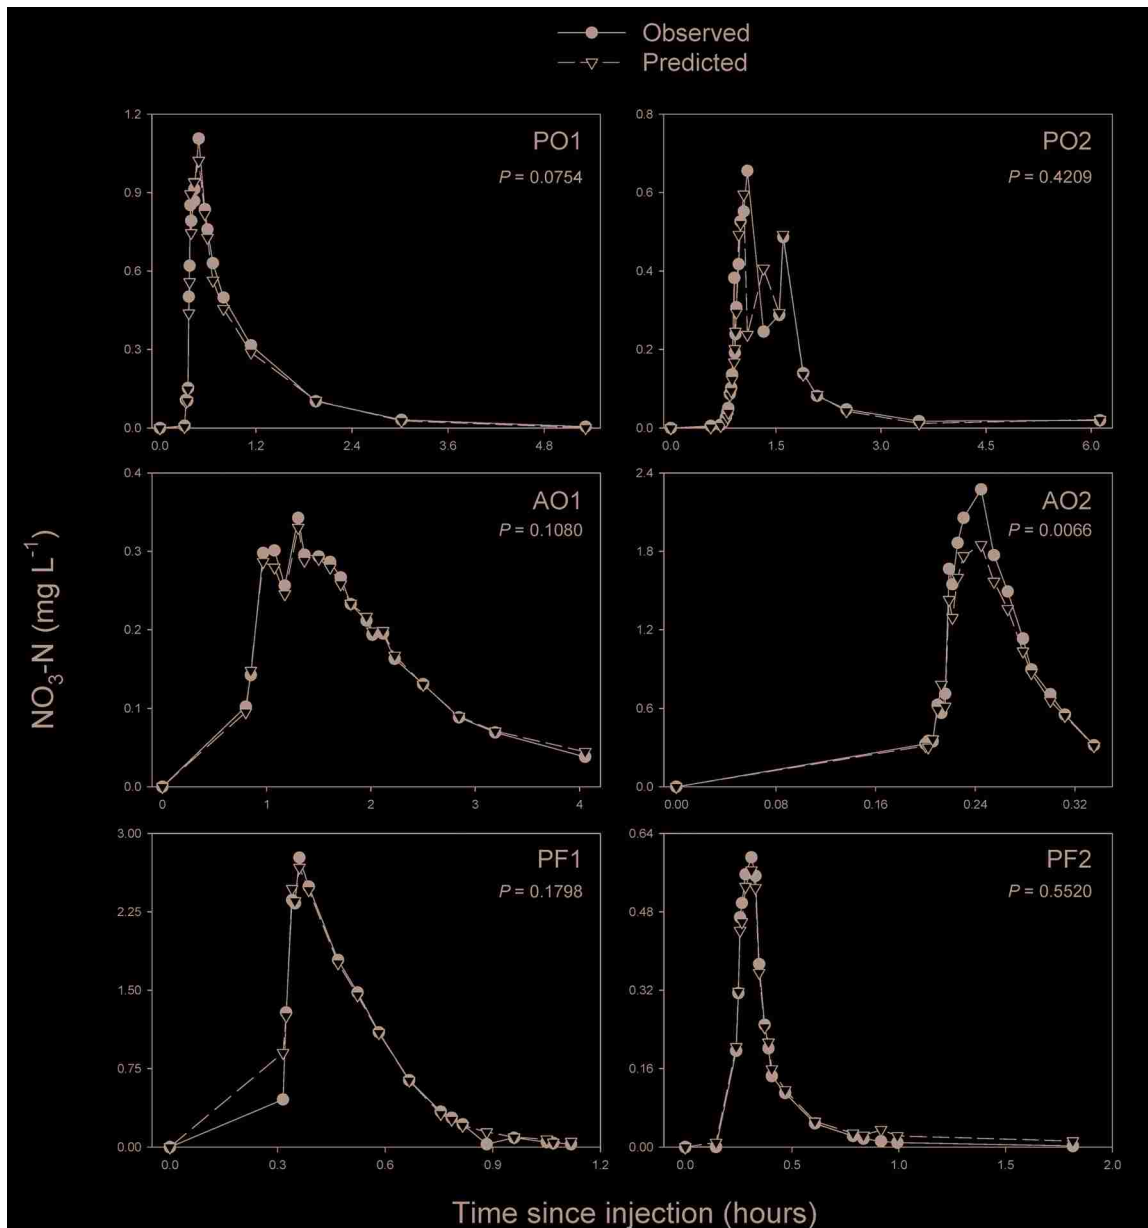 Observed
Predicted
1.2
0.9
0.6
0.3
0.0
PO1
P = 0.0754
0.0 1.2 2.4 3.6 4.8
0.8
0.6
0.4
0.2
0.0
PO2
P = 0.4209
0.0 1.5 3.0 4.5 6.0
NO₃-N (mg L⁻¹)
0.4
0.3
0.2
0.1
0.0
AO1
P = 0.1080
0 1 2 3 4
2.4
1.8
1.2
0.6
0.0
AO2
P = 0.0066
0.00 0.08 0.16 0.24 0.32
3.00
2.25
1.50
0.75
0.00
PF1
P = 0.1798
0.0 0.3 0.6 0.9 1.2
0.64
0.48
0.32
0.16
0.00
PF2
P = 0.5520
0.0 0.5 1.0 1.5 2.0
Time since injection (hours)